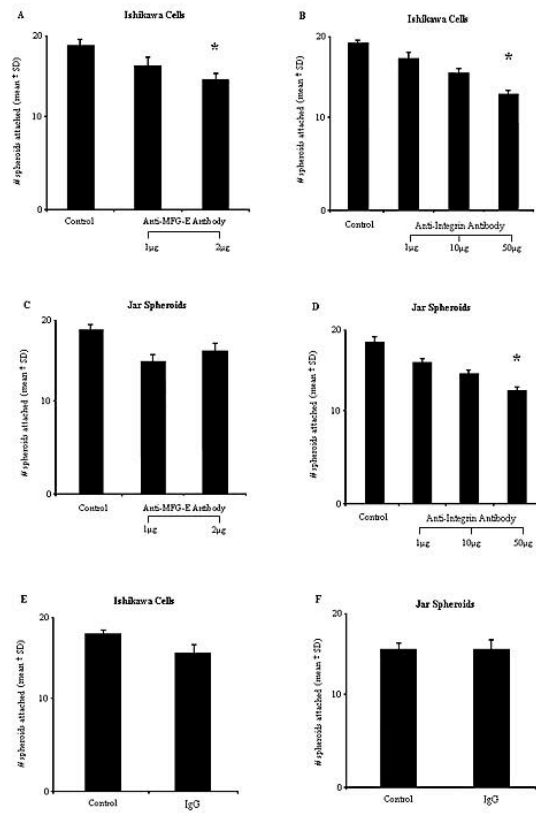 A
Ishikawa Cells
20
10
0
# spheroids attached (mean ± SD)
*
Control
Anti-MFG-E Antibody
1μg 2μg
B
Ishikawa Cells
20
10
0
# spheroids attached (mean ± SD)
*
Control
Anti-Integrin Antibody
1μg 10μg 50μg
C
Jar Spheroids
20
10
0
# spheroids attached (mean ± SD)
Control
Anti-MFG-E Antibody
1μg 2μg
D
Jar Spheroids
20
10
0
# spheroids attached (mean ± SD)
*
Control
Anti-Integrin Antibody
1μg 10μg 50μg
E
Ishikawa Cells
20
10
0
# spheroids attached (mean ± SD)
Control IgG
F
Jar Spheroids
20
10
0
# spheroids attached (mean ± SD)
Control IgG